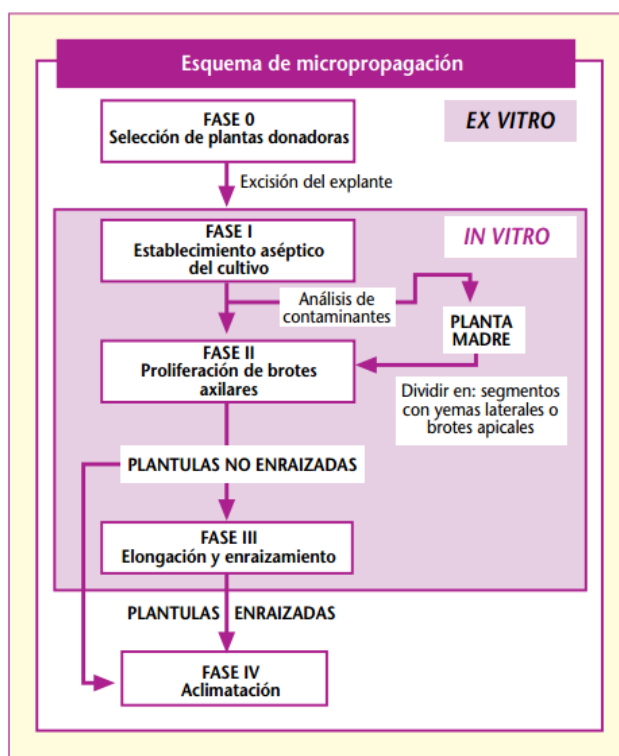 Esquema de micropropagación
FASE 0
Selección de plantas donadoras
EX VITRO
Excisión del explante
FASE I
Establecimiento aséptico
del cultivo
IN VITRO
Análisis de
contaminantes
PLANTA
MADRE
FASE II
Proliferación de brotes
axilares
Dividir en: segmentos
con yemas laterales o
brotes apicales
PLANTULAS NO ENRAIZADAS
FASE III
Elongación y enraizamiento
PLANTULAS ENRAIZADAS
FASE IV
Aclimatación